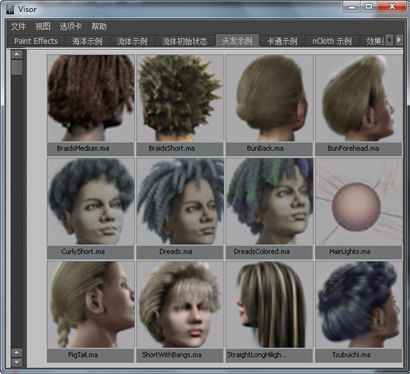 Visor
文件 视图 选项卡 帮助
Paint Effects 海洋示例 流体示例 流体初始状态 头发示例 卡通示例 nCloth 示例 效果
BraidsMedium.ma BraidsShort.ma BunBack.ma BunForehead.ma
CurlyShort.ma Dreads.ma DreadsColored.ma HairLights.ma
PigTail.ma ShortWithBangs.ma StraightLongHiligh... Tsubuichi.ma